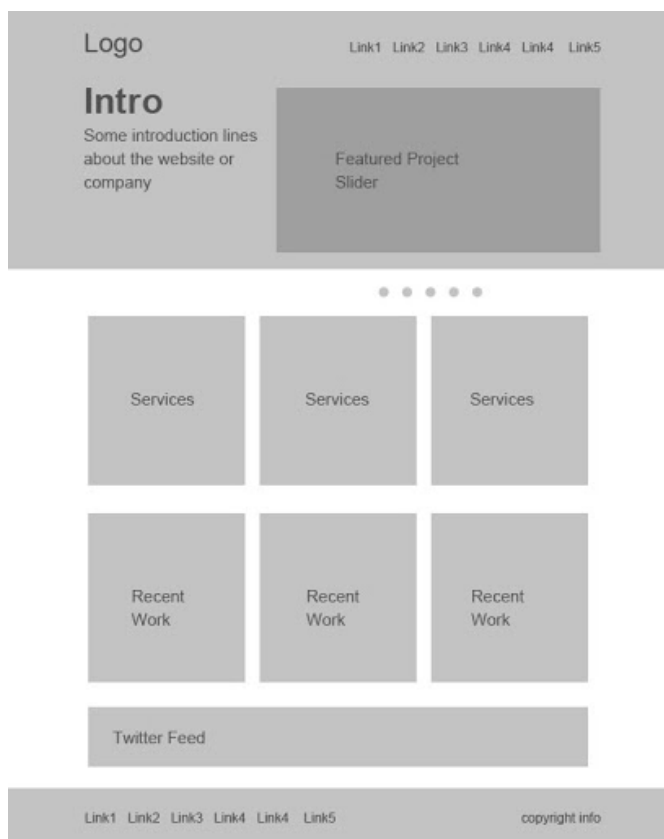 Logo
Link1 Link2 Link3 Link4 Link4 Link5
Intro
Some introduction lines
about the website or
company
Featured Project
Slider
Services
Services
Services
Recent
Work
Recent
Work
Recent
Work
Twitter Feed
Link1 Link2 Link3 Link4 Link4 Link5
copyright info